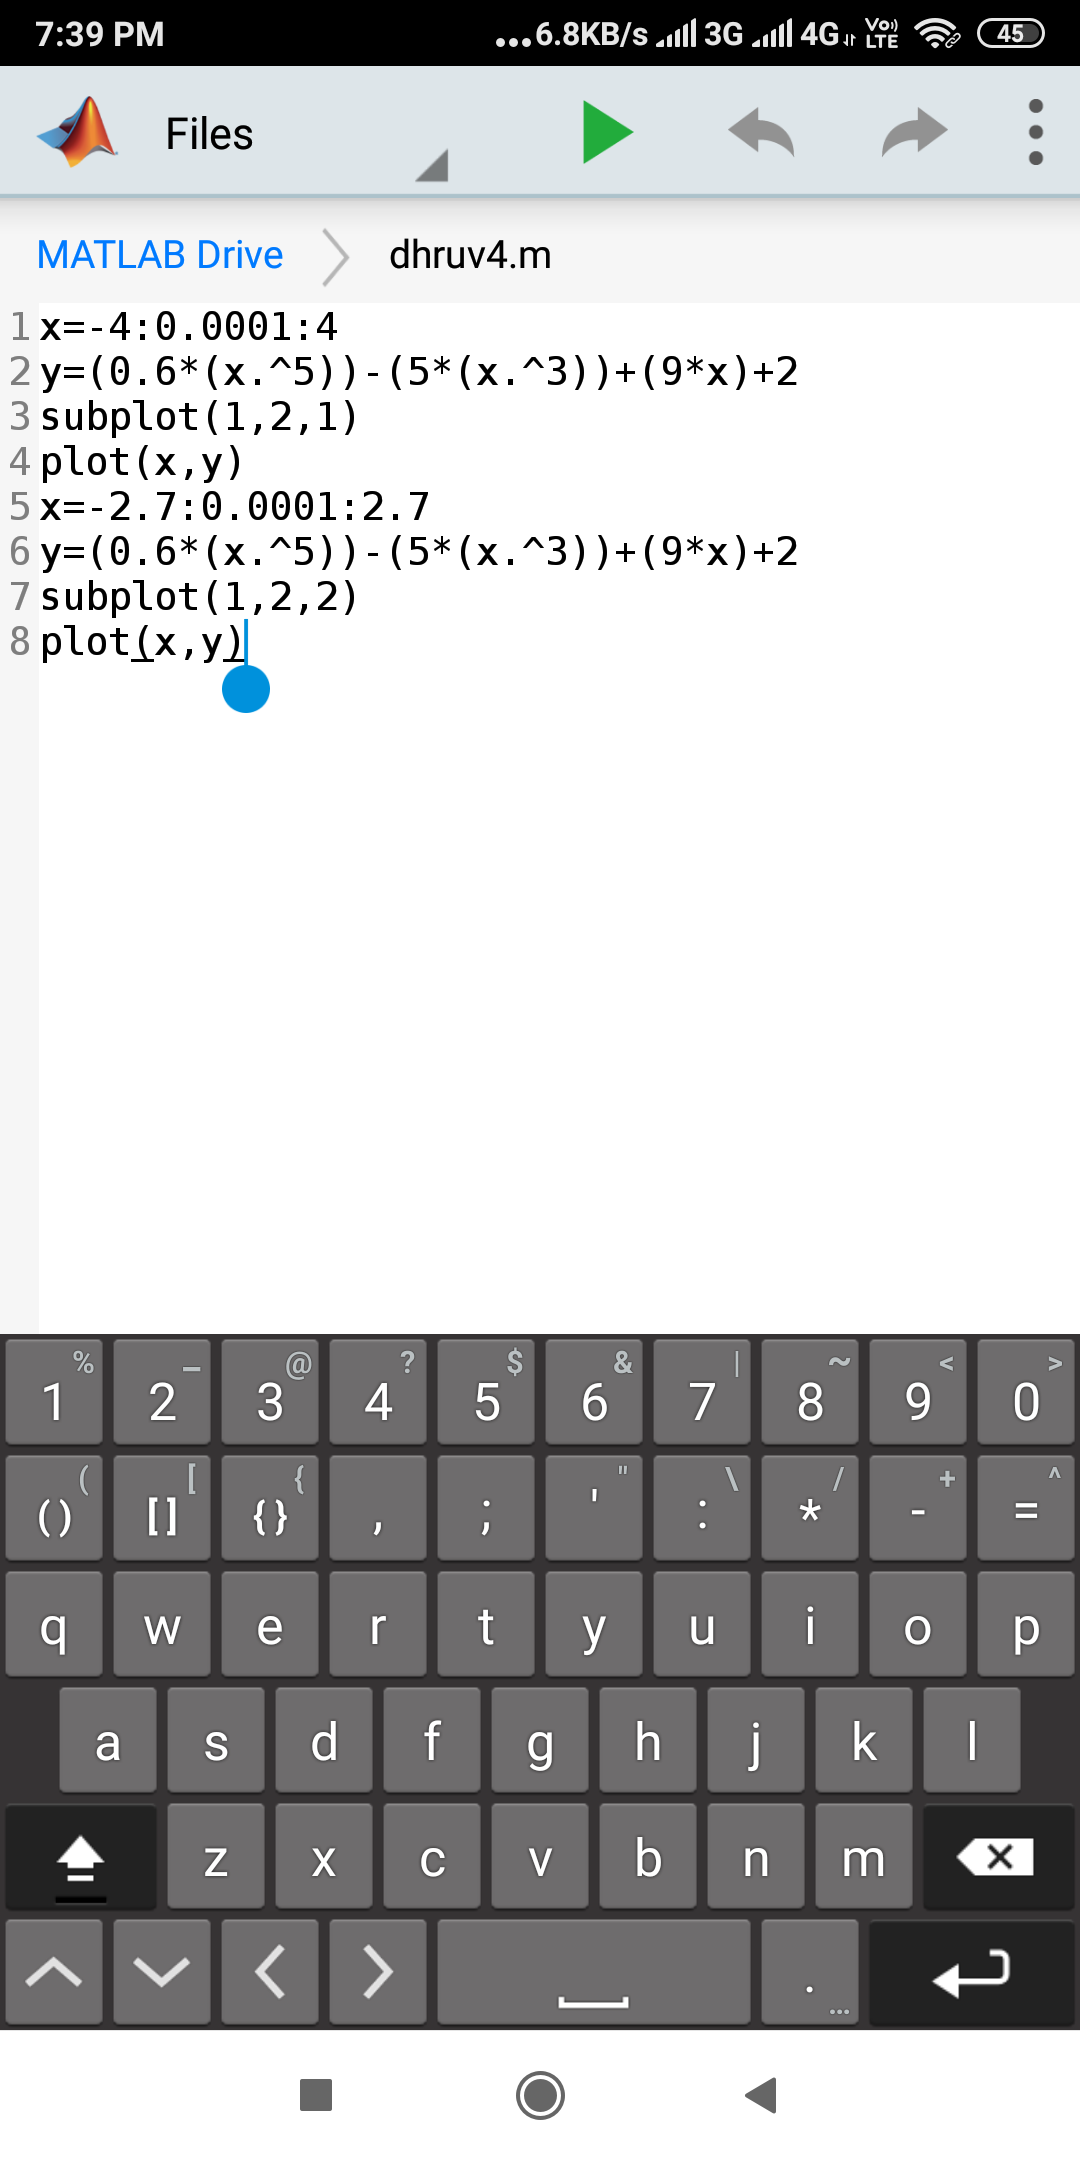 7:39 PM ...6.8KB/s 3G 4G Vo)) LTE 45
Files
MATLAB Drive dhruv4.m
1 x=-4:0.0001:4
2 y=(0.6*(x.^5))-(5*(x.^3))+(9*x)+2
3 subplot(1,2,1)
4 plot(x,y)
5 x=-2.7:0.0001:2.7
6 y=(0.6*(x.^5))-(5*(x.^3))+(9*x)+2
7 subplot(1,2,2)
8 plot(x,y)
% _ @ ? $ & | ~ < >
1 2 3 4 5 6 7 8 9 0
( [ { " \ / + ^
() [] {} , ; ' : * - =
q w e r t y u i o p
a s d f g h j k l
z x c v b n m
. ...